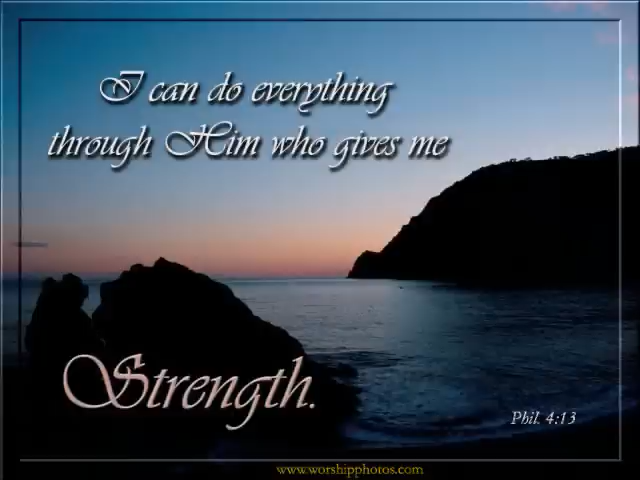 I can do everything
through Him who gives me
Strength.
Phil. 4:13
www.worshipphotos.com